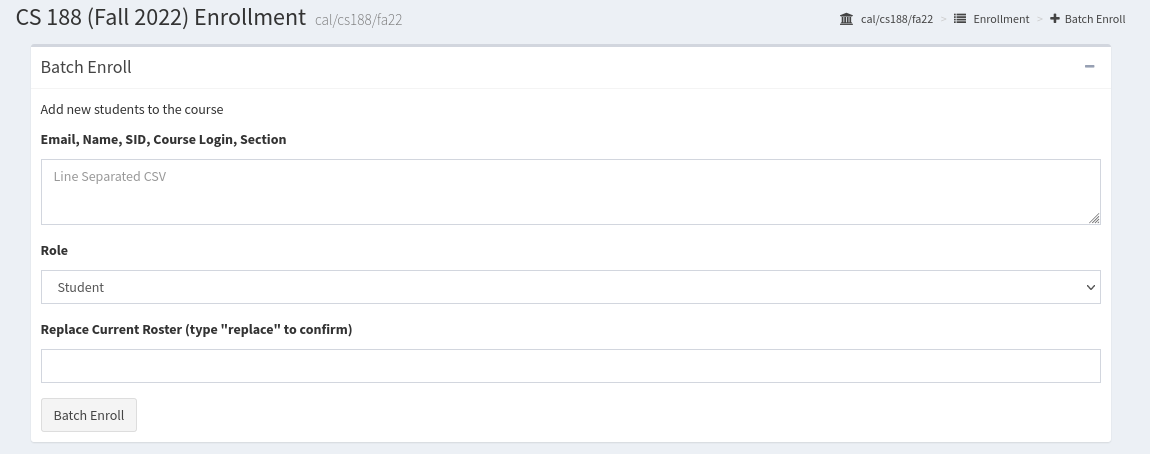 CS 188 (Fall 2022) Enrollment cal/cs188/fa22
cal/cs188/fa22 > Enrollment > Batch Enroll
Batch Enroll
Add new students to the course
Email, Name, SID, Course Login, Section
Line Separated CSV
Role
Student
Replace Current Roster (type "replace" to confirm)
Batch Enroll